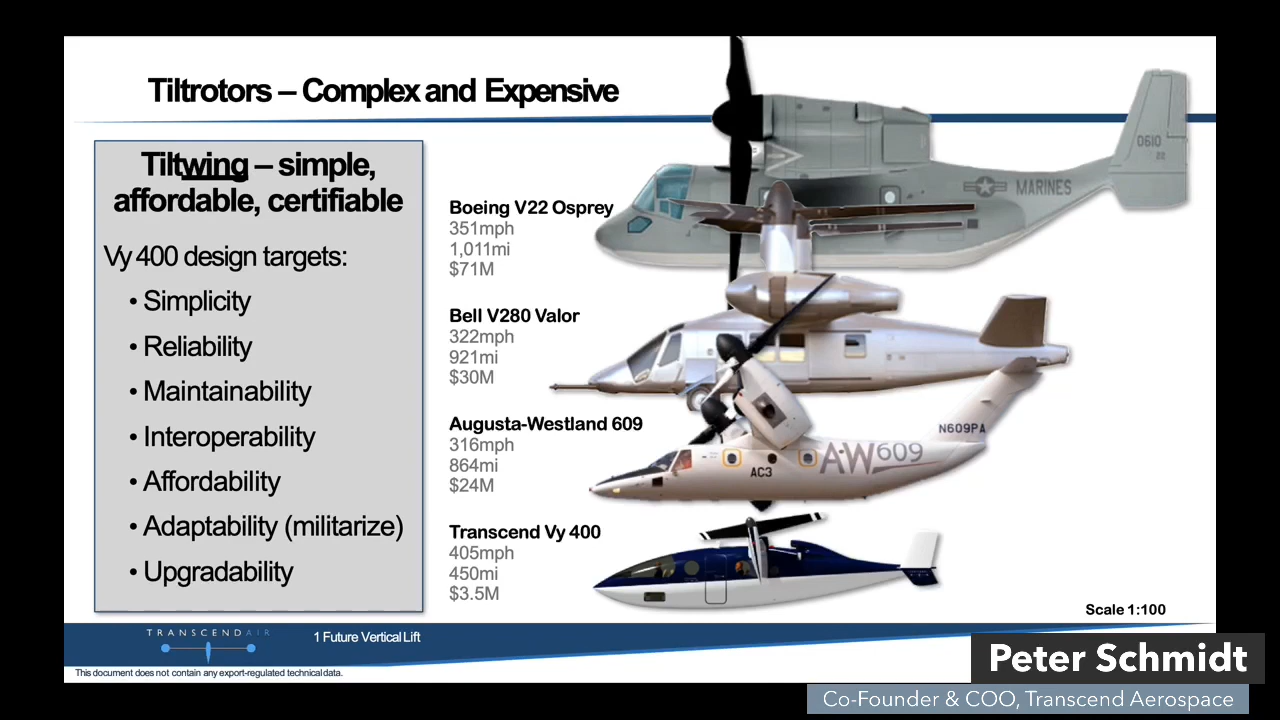 Tiltrotors – Complex and Expensive
Tiltwing – simple,
affordable, certifiable
Vy 400 design targets:
• Simplicity
• Reliability
• Maintainability
• Interoperability
• Affordability
• Adaptability (militarize)
• Upgradability
Boeing V22 Osprey
351mph
1,011mi
$71M
Bell V280 Valor
322mph
921mi
$30M
Augusta-Westland 609
316mph
864mi
$24M
Transcend Vy 400
405mph
450mi
$3.5M
0610
22
MARINES
N609PA
AW609
AC3
Scale 1:100
TRANSCENDAIR
1 Future Vertical Lift
This document does not contain any export-regulated technical data.
Peter Schmidt
Co-Founder & COO, Transcend Aerospace